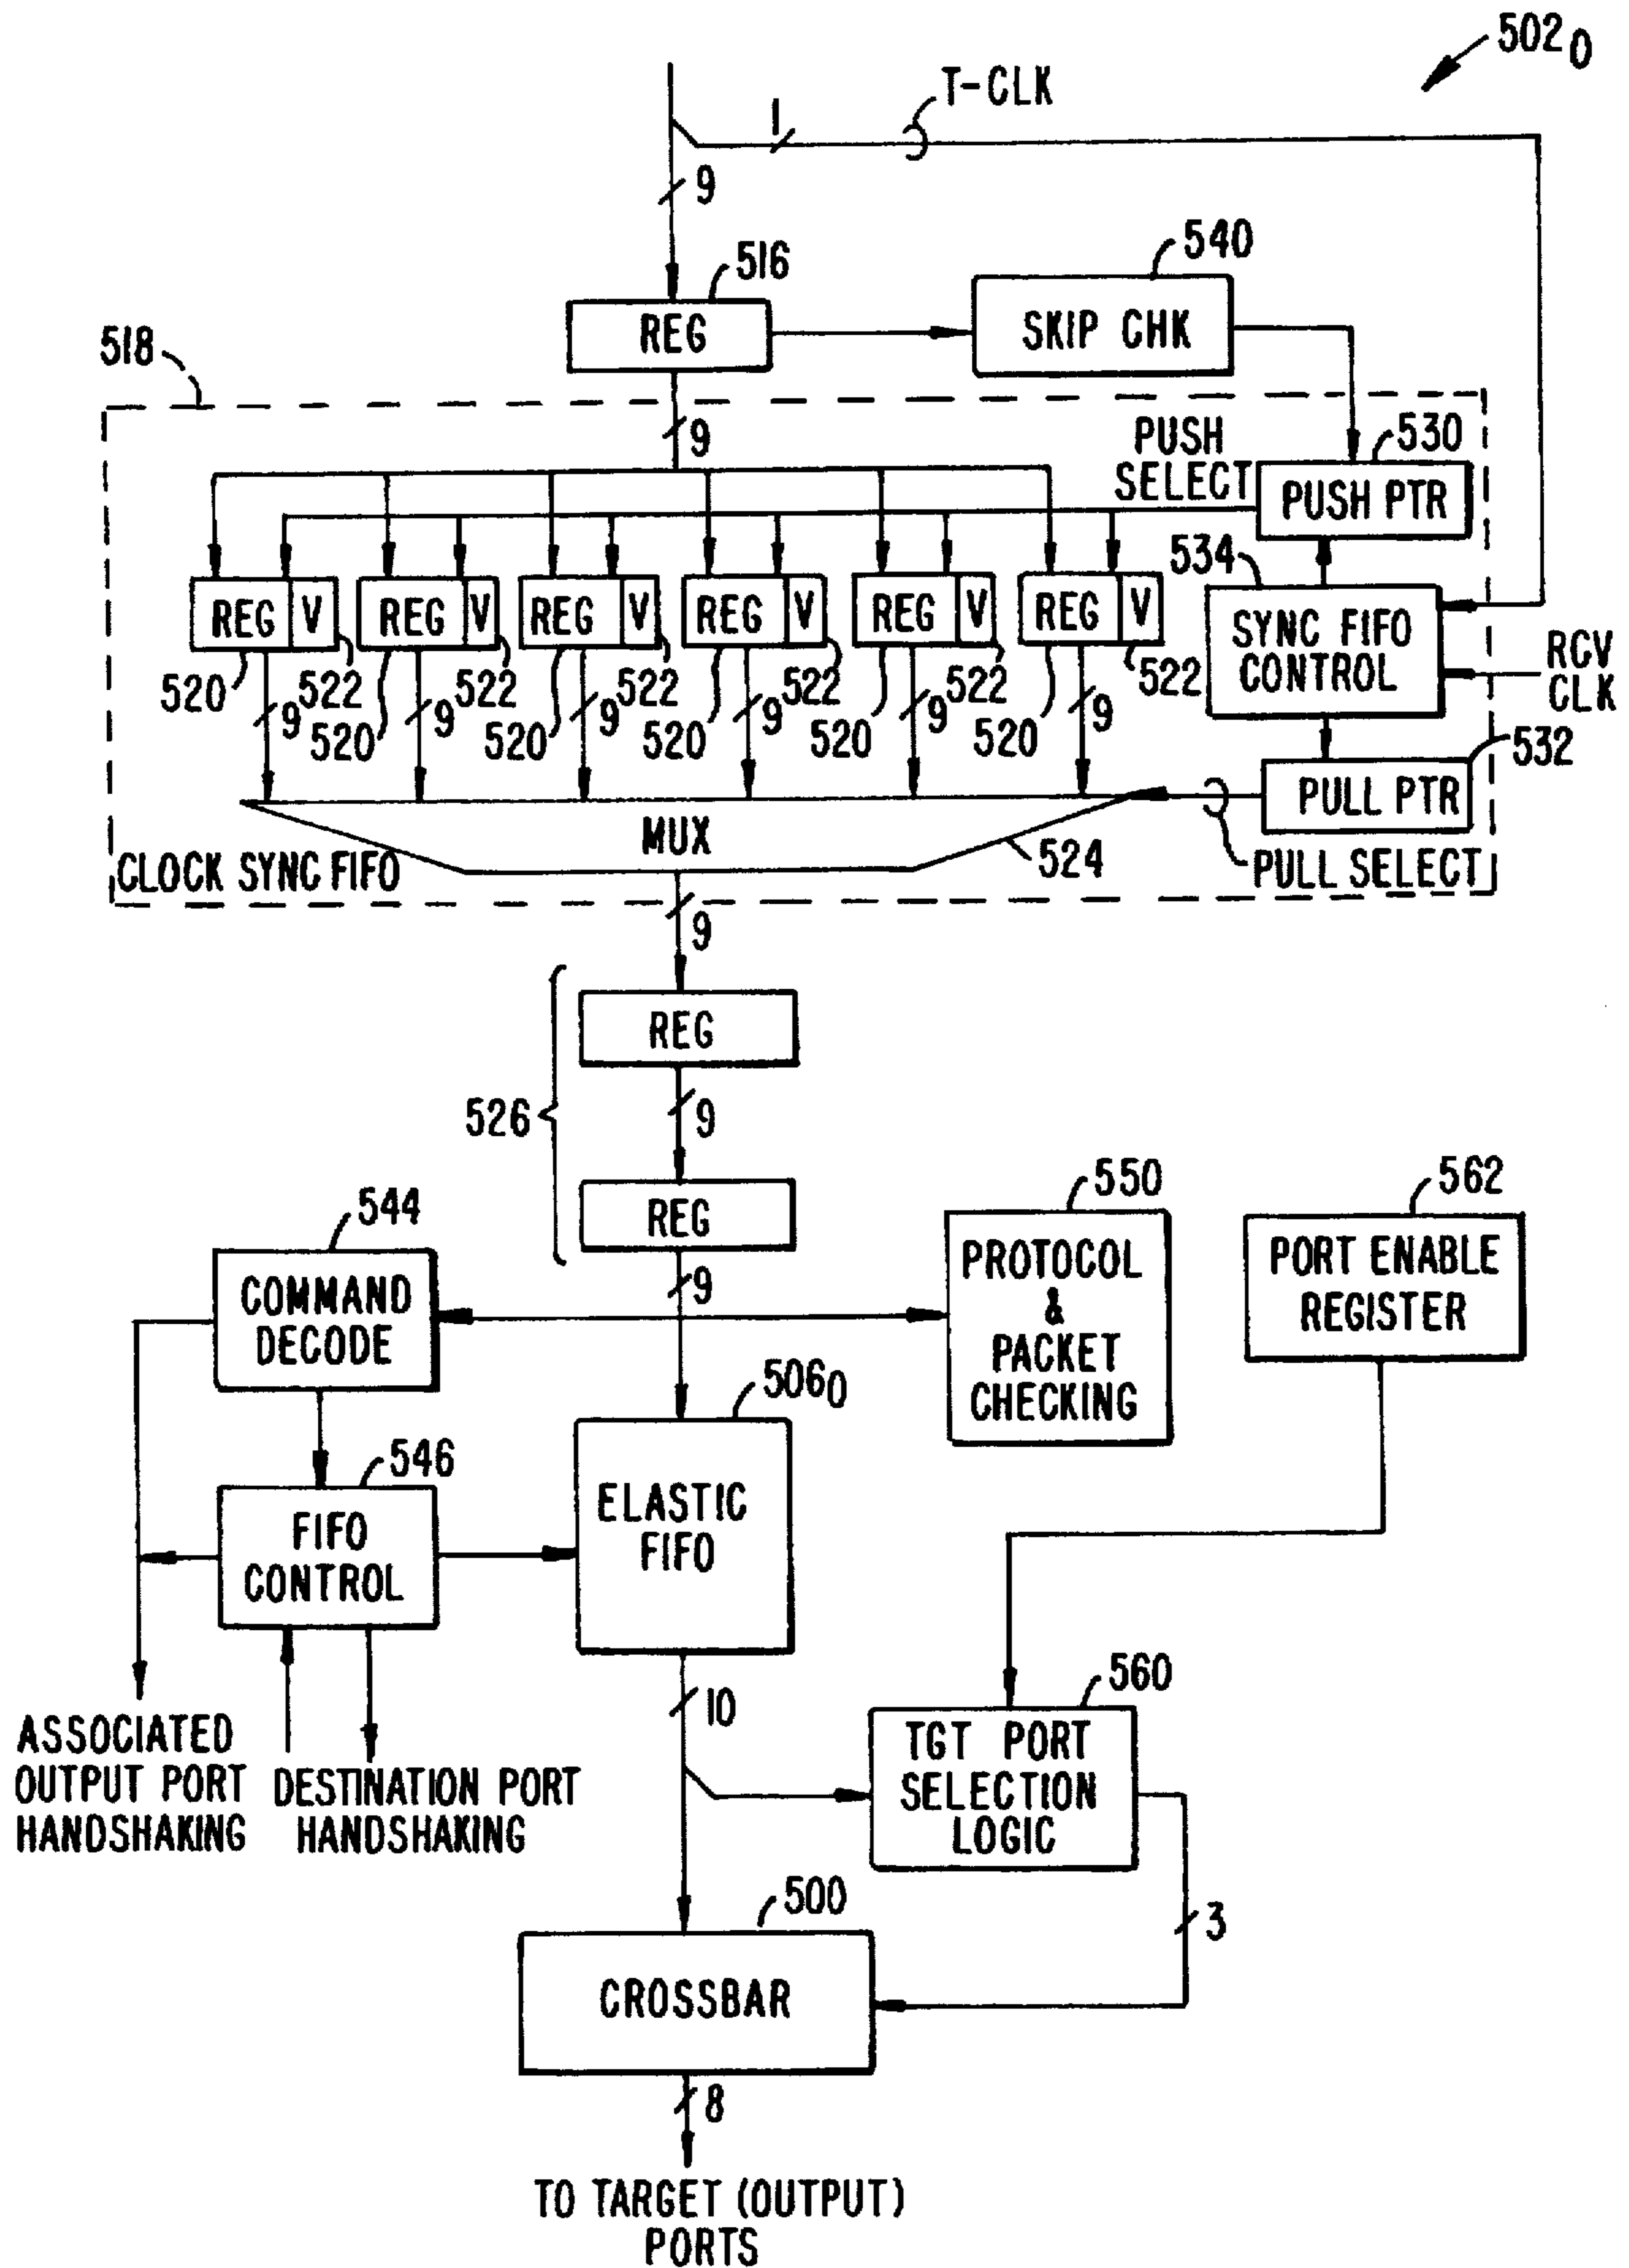 502₀
T-CLK
1
9
516
540
REG
SKIP CHK
518
9
PUSH
SELECT
530
PUSH PTR
534
REG V REG V REG V REG V REG V REG V
SYNC FIFO
CONTROL
RCV
CLK
520 9 522 520 9 522 520 9 522 520 9 522 520 9 522 520 9 522
532
PULL PTR
MUX
524
CLOCK SYNC FIFO
PULL SELECT
9
REG
526
9
REG
9
544
550
562
COMMAND
DECODE
PROTOCOL
&
PACKET
CHECKING
PORT ENABLE
REGISTER
506₀
546
ELASTIC
FIFO
FIFO
CONTROL
10
560
TGT PORT
SELECTION
LOGIC
ASSOCIATED
OUTPUT PORT
HANDSHAKING
DESTINATION PORT
HANDSHAKING
500
3
CROSSBAR
8
TO TARGET (OUTPUT)
PORTS